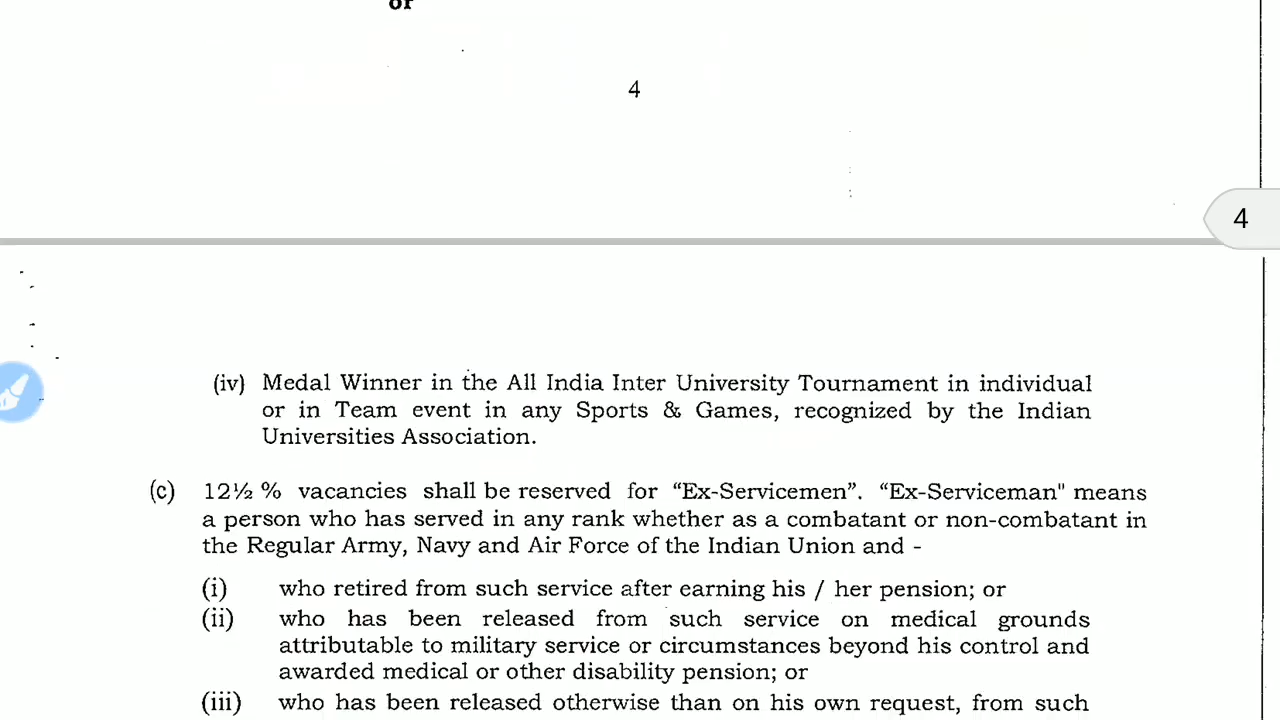 or
4
4
(iv) Medal Winner in the All India Inter University Tournament in individual
or in Team event in any Sports & Games, recognized by the Indian
Universities Association.
(c) 12½ % vacancies shall be reserved for “Ex-Servicemen”. “Ex-Serviceman" means
a person who has served in any rank whether as a combatant or non-combatant in
the Regular Army, Navy and Air Force of the Indian Union and -
(i) who retired from such service after earning his / her pension; or
(ii) who has been released from such service on medical grounds
attributable to military service or circumstances beyond his control and
awarded medical or other disability pension; or
(iii) who has been released otherwise than on his own request, from such